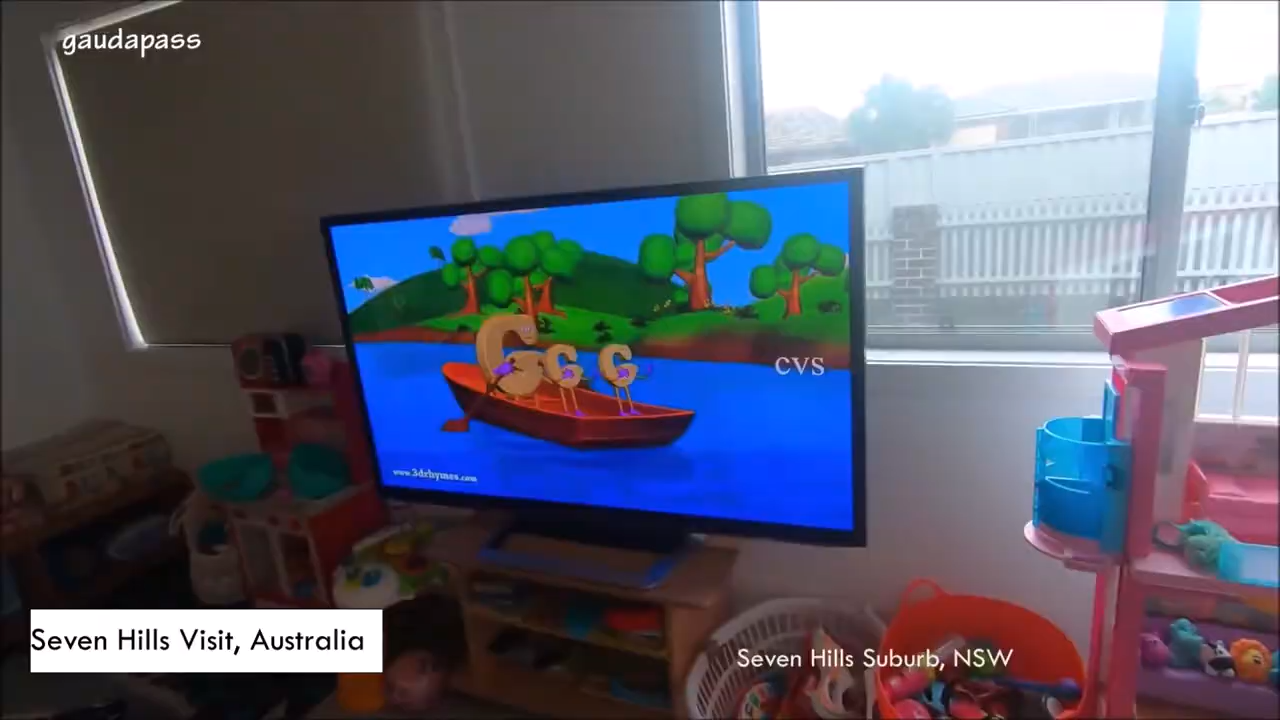 gaudapass
G G G
CVS
www.3drhymes.com
Seven Hills Visit, Australia
Seven Hills Suburb, NSW